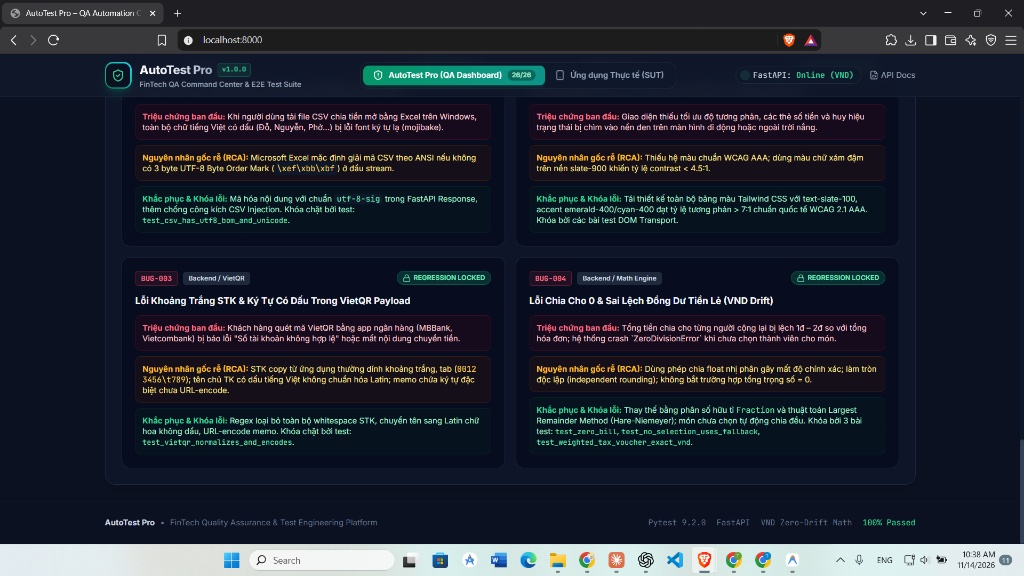 AutoTest Pro – QA Automation C
localhost:8000
AutoTest Pro v1.0.0
FinTech QA Command Center & E2E Test Suite
AutoTest Pro (QA Dashboard) 26/26
Ứng dụng Thực tế (SUT)
FastAPI: Online (VND)
API Docs
Triệu chứng ban đầu: Khi người dùng tải file CSV chia tiền mở bằng Excel trên Windows,
toàn bộ chữ tiếng Việt có dấu (Đỗ, Nguyễn, Phở...) bị lỗi font ký tự lạ (mojibake).
Nguyên nhân gốc rễ (RCA): Microsoft Excel mặc định giải mã CSV theo ANSI nếu không
có 3 byte UTF-8 Byte Order Mark ( \xef\xbb\xbf ) ở đầu stream.
Khắc phục & Khóa lỗi: Mã hóa nội dung với chuẩn utf-8-sig trong FastAPI Response,
thêm chống công kích CSV Injection. Khóa chặt bởi test:
test_csv_has_utf8_bom_and_unicode.
Triệu chứng ban đầu: Giao diện thiếu tối ưu độ tương phản, các thẻ số tiền và huy hiệu
trạng thái bị chìm vào nền đen trên màn hình di động hoặc ngoài trời nắng.
Nguyên nhân gốc rễ (RCA): Thiếu hệ màu chuẩn WCAG AAA; dùng màu chữ xám đậm
trên nền slate-900 khiến tỷ lệ contrast < 4.5:1.
Khắc phục & Khóa lỗi: Tái thiết kế toàn bộ bảng màu Tailwind CSS với text-slate-100,
accent emerald-400/cyan-400 đạt tỷ lệ tương phản > 7:1 chuẩn quốc tế WCAG 2.1 AAA.
Khóa bởi các bài test DOM Transport.
BUG-003 Backend / VietQR REGRESSION LOCKED
Lỗi Khoảng Trắng STK & Ký Tự Có Dấu Trong VietQR Payload
Triệu chứng ban đầu: Khách hàng quét mã VietQR bằng app ngân hàng (MBBank,
Vietcombank) bị báo lỗi "Số tài khoản không hợp lệ" hoặc mất nội dung chuyển tiền.
Nguyên nhân gốc rễ (RCA): STK copy từ ứng dụng thường dính khoảng trắng, tab (0012
3456\t789); tên chủ TK có dấu tiếng Việt không chuẩn hóa Latin; memo chứa ký tự đặc
biệt chưa URL-encode.
Khắc phục & Khóa lỗi: Regex loại bỏ toàn bộ whitespace STK, chuyển tên sang Latin chữ
hoa không dấu, URL-encode memo. Khóa chặt bởi test:
test_vietqr_normalizes_and_encodes.
BUG-004 Backend / Math Engine REGRESSION LOCKED
Lỗi Chia Cho 0 & Sai Lệch Đồng Dư Tiền Lẻ (VND Drift)
Triệu chứng ban đầu: Tổng tiền chia cho từng người cộng lại bị lệch 1đ – 2đ so với tổng
hóa đơn; hệ thống crash `ZeroDivisionError` khi chưa chọn thành viên cho món.
Nguyên nhân gốc rễ (RCA): Dùng phép chia float nhị phân gây mất độ chính xác; làm tròn
độc lập (independent rounding); không bắt trường hợp tổng trọng số = 0.
Khắc phục & Khóa lỗi: Thay thế bằng phân số hữu tỉ Fraction và thuật toán Largest
Remainder Method (Hare-Niemeyer); món chưa chọn tự động chia đều. Khóa bởi 3 bài
test: test_zero_bill, test_no_selection_uses_fallback,
test_weighted_tax_voucher_exact_vnd.
AutoTest Pro • FinTech Quality Assurance & Test Engineering Platform
Pytest 9.2.0 FastAPI VND Zero-Drift Math 100% Passed
Search
ENG
10:38 AM
11/14/2026
11